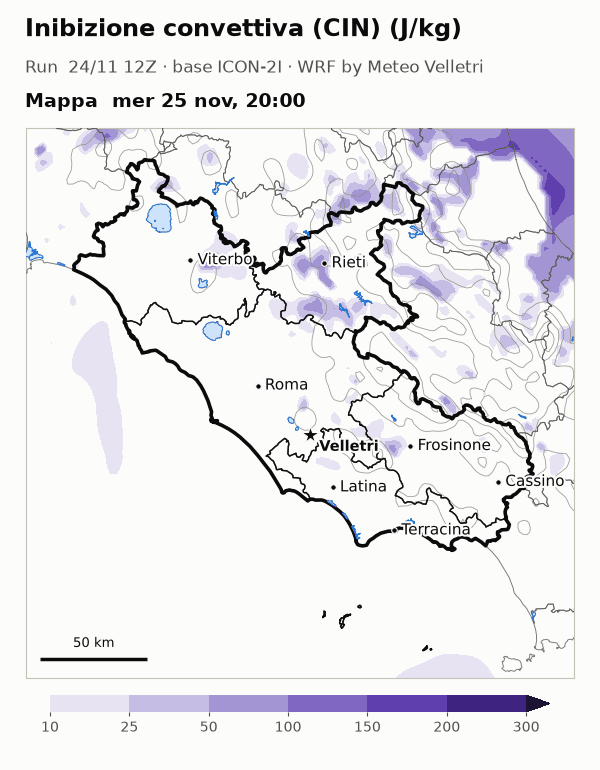 Inibizione convettiva (CIN) (J/kg)
Run  24/11 12Z · base ICON-2I · WRF by Meteo Velletri
Mappa  mer 25 nov, 20:00
Viterbo
Rieti
Roma
Velletri
Frosinone
Latina
Cassino
Terracina
50 km
10 25 50 100 150 200 300